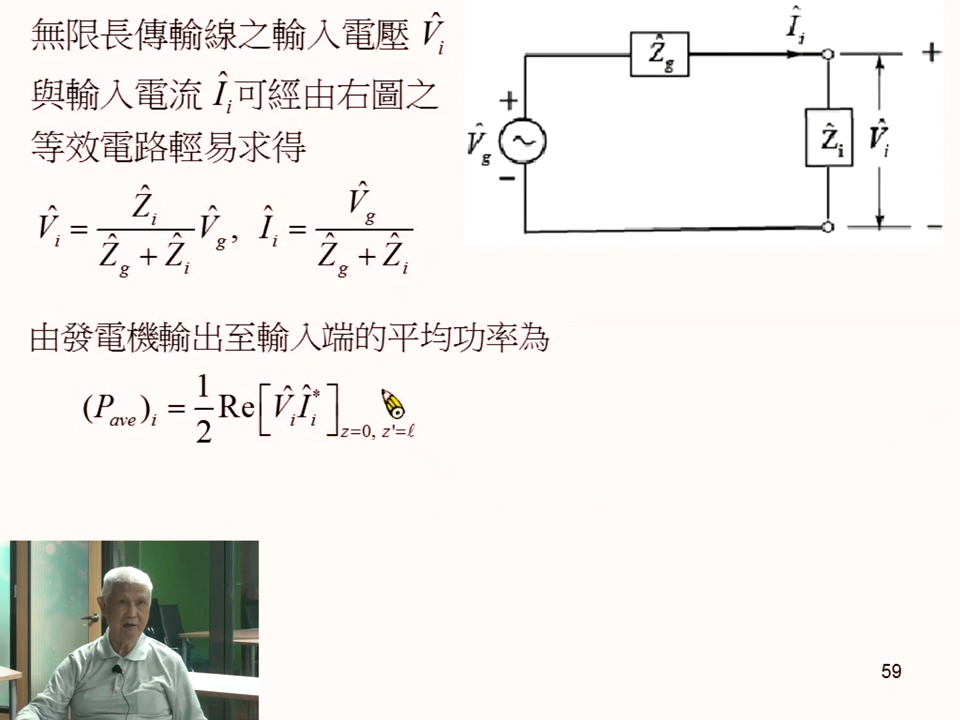 無限長傳輸線之輸入電壓 V̂ᵢ
與輸入電流 Îᵢ 可經由右圖之
等效電路輕易求得
V̂ᵢ = Ẑᵢ / (Ẑg + Ẑᵢ) V̂g, Îᵢ = V̂g / (Ẑg + Ẑᵢ)
Îᵢ
Ẑg
+
+
V̂g
~
Ẑᵢ
V̂ᵢ
−
−
由發電機輸出至輸入端的平均功率為
(Pave)ᵢ = 1/2 Re[V̂ᵢÎᵢ*]z=0, z'=ℓ
59